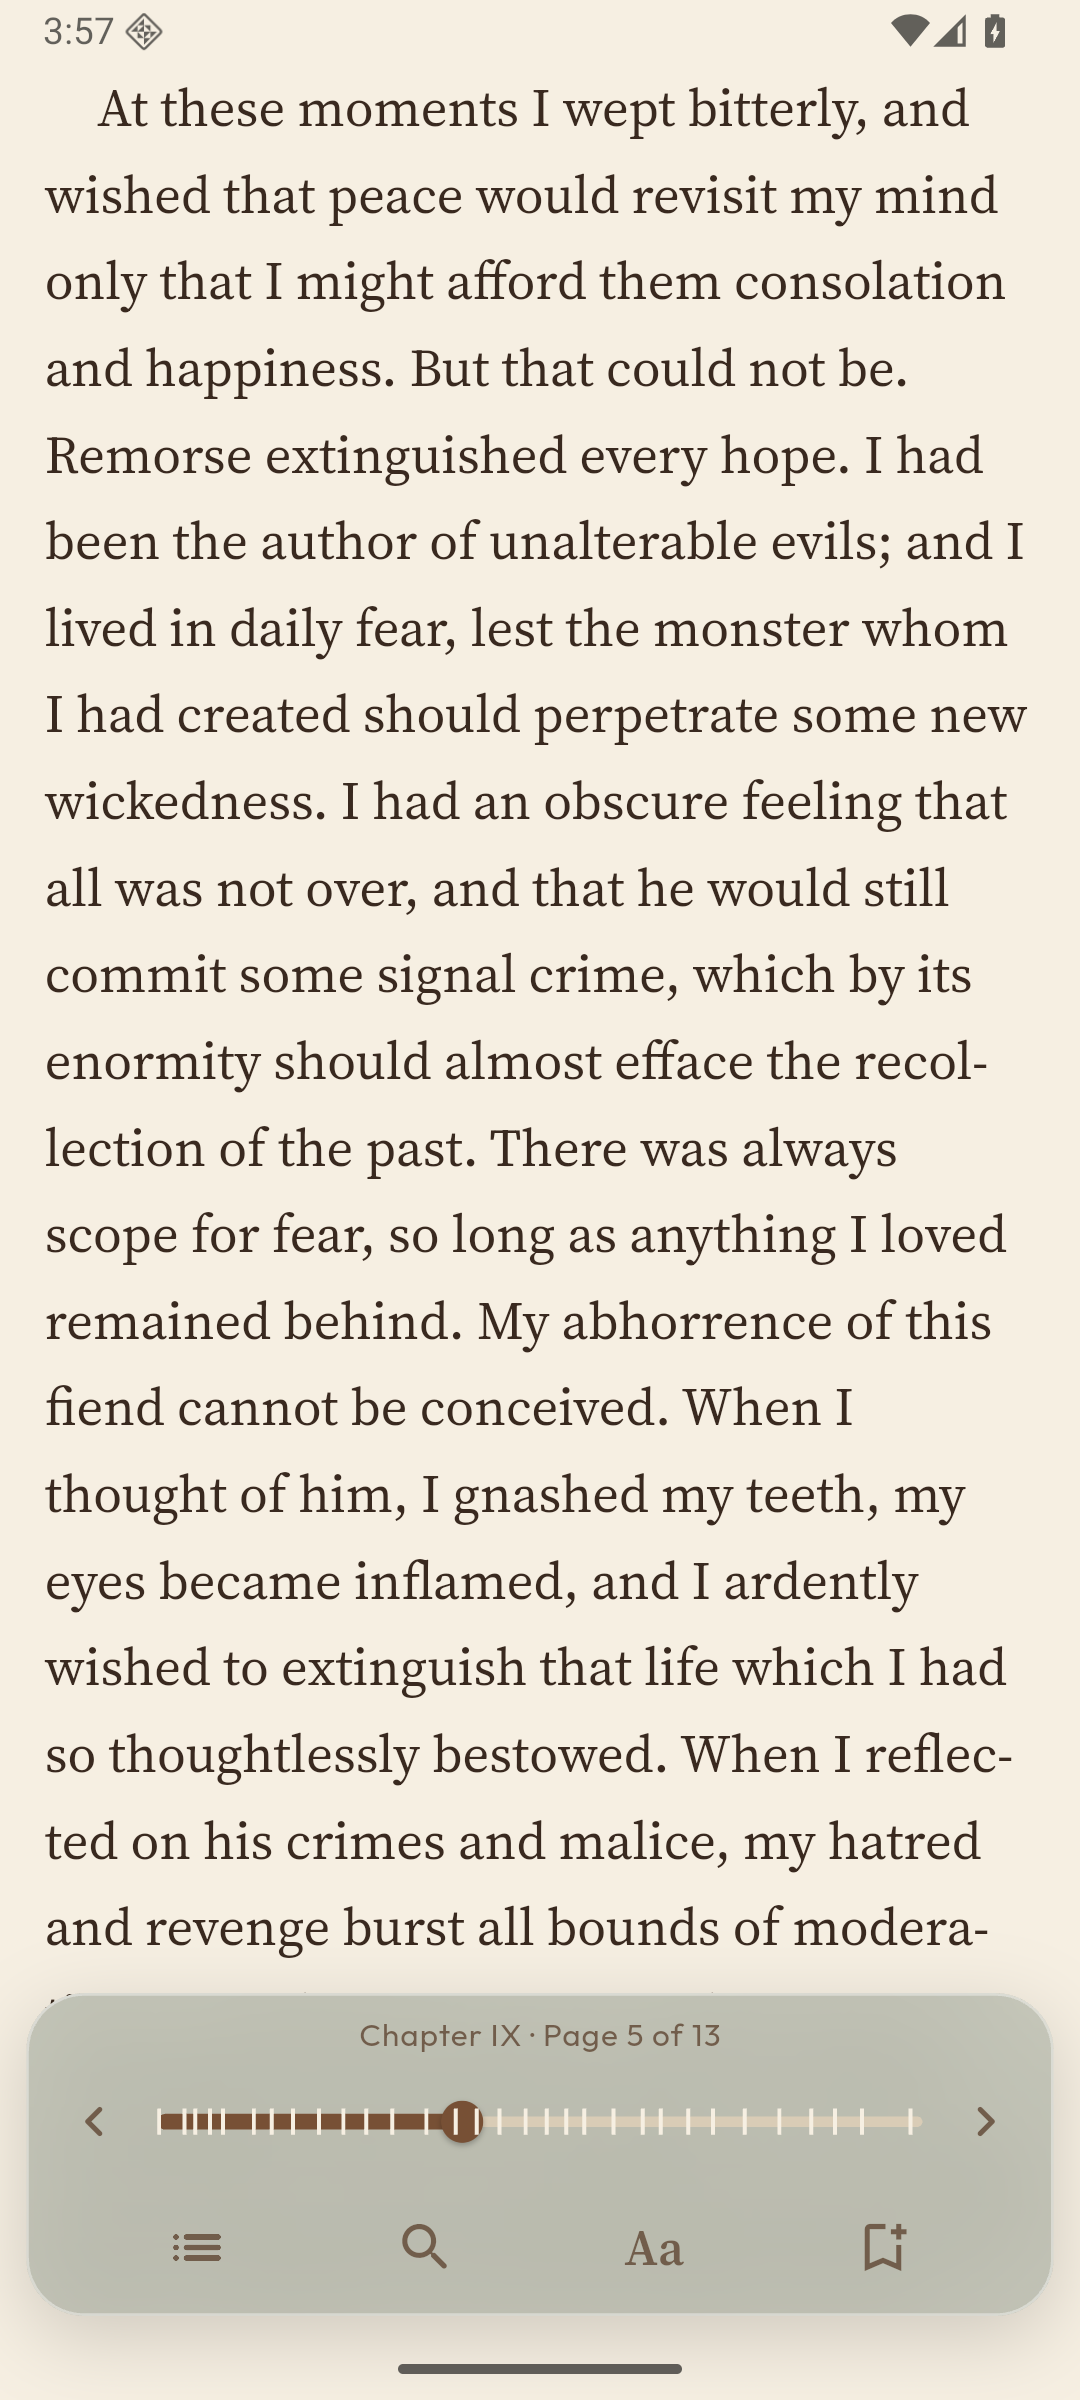 3:57
At these moments I wept bitterly, and
wished that peace would revisit my mind
only that I might afford them consolation
and happiness. But that could not be.
Remorse extinguished every hope. I had
been the author of unalterable evils; and I
lived in daily fear, lest the monster whom
I had created should perpetrate some new
wickedness. I had an obscure feeling that
all was not over, and that he would still
commit some signal crime, which by its
enormity should almost efface the recol-
lection of the past. There was always
scope for fear, so long as anything I loved
remained behind. My abhorrence of this
fiend cannot be conceived. When I
thought of him, I gnashed my teeth, my
eyes became inflamed, and I ardently
wished to extinguish that life which I had
so thoughtlessly bestowed. When I reflec-
ted on his crimes and malice, my hatred
and revenge burst all bounds of modera-
Chapter IX · Page 5 of 13
Aa